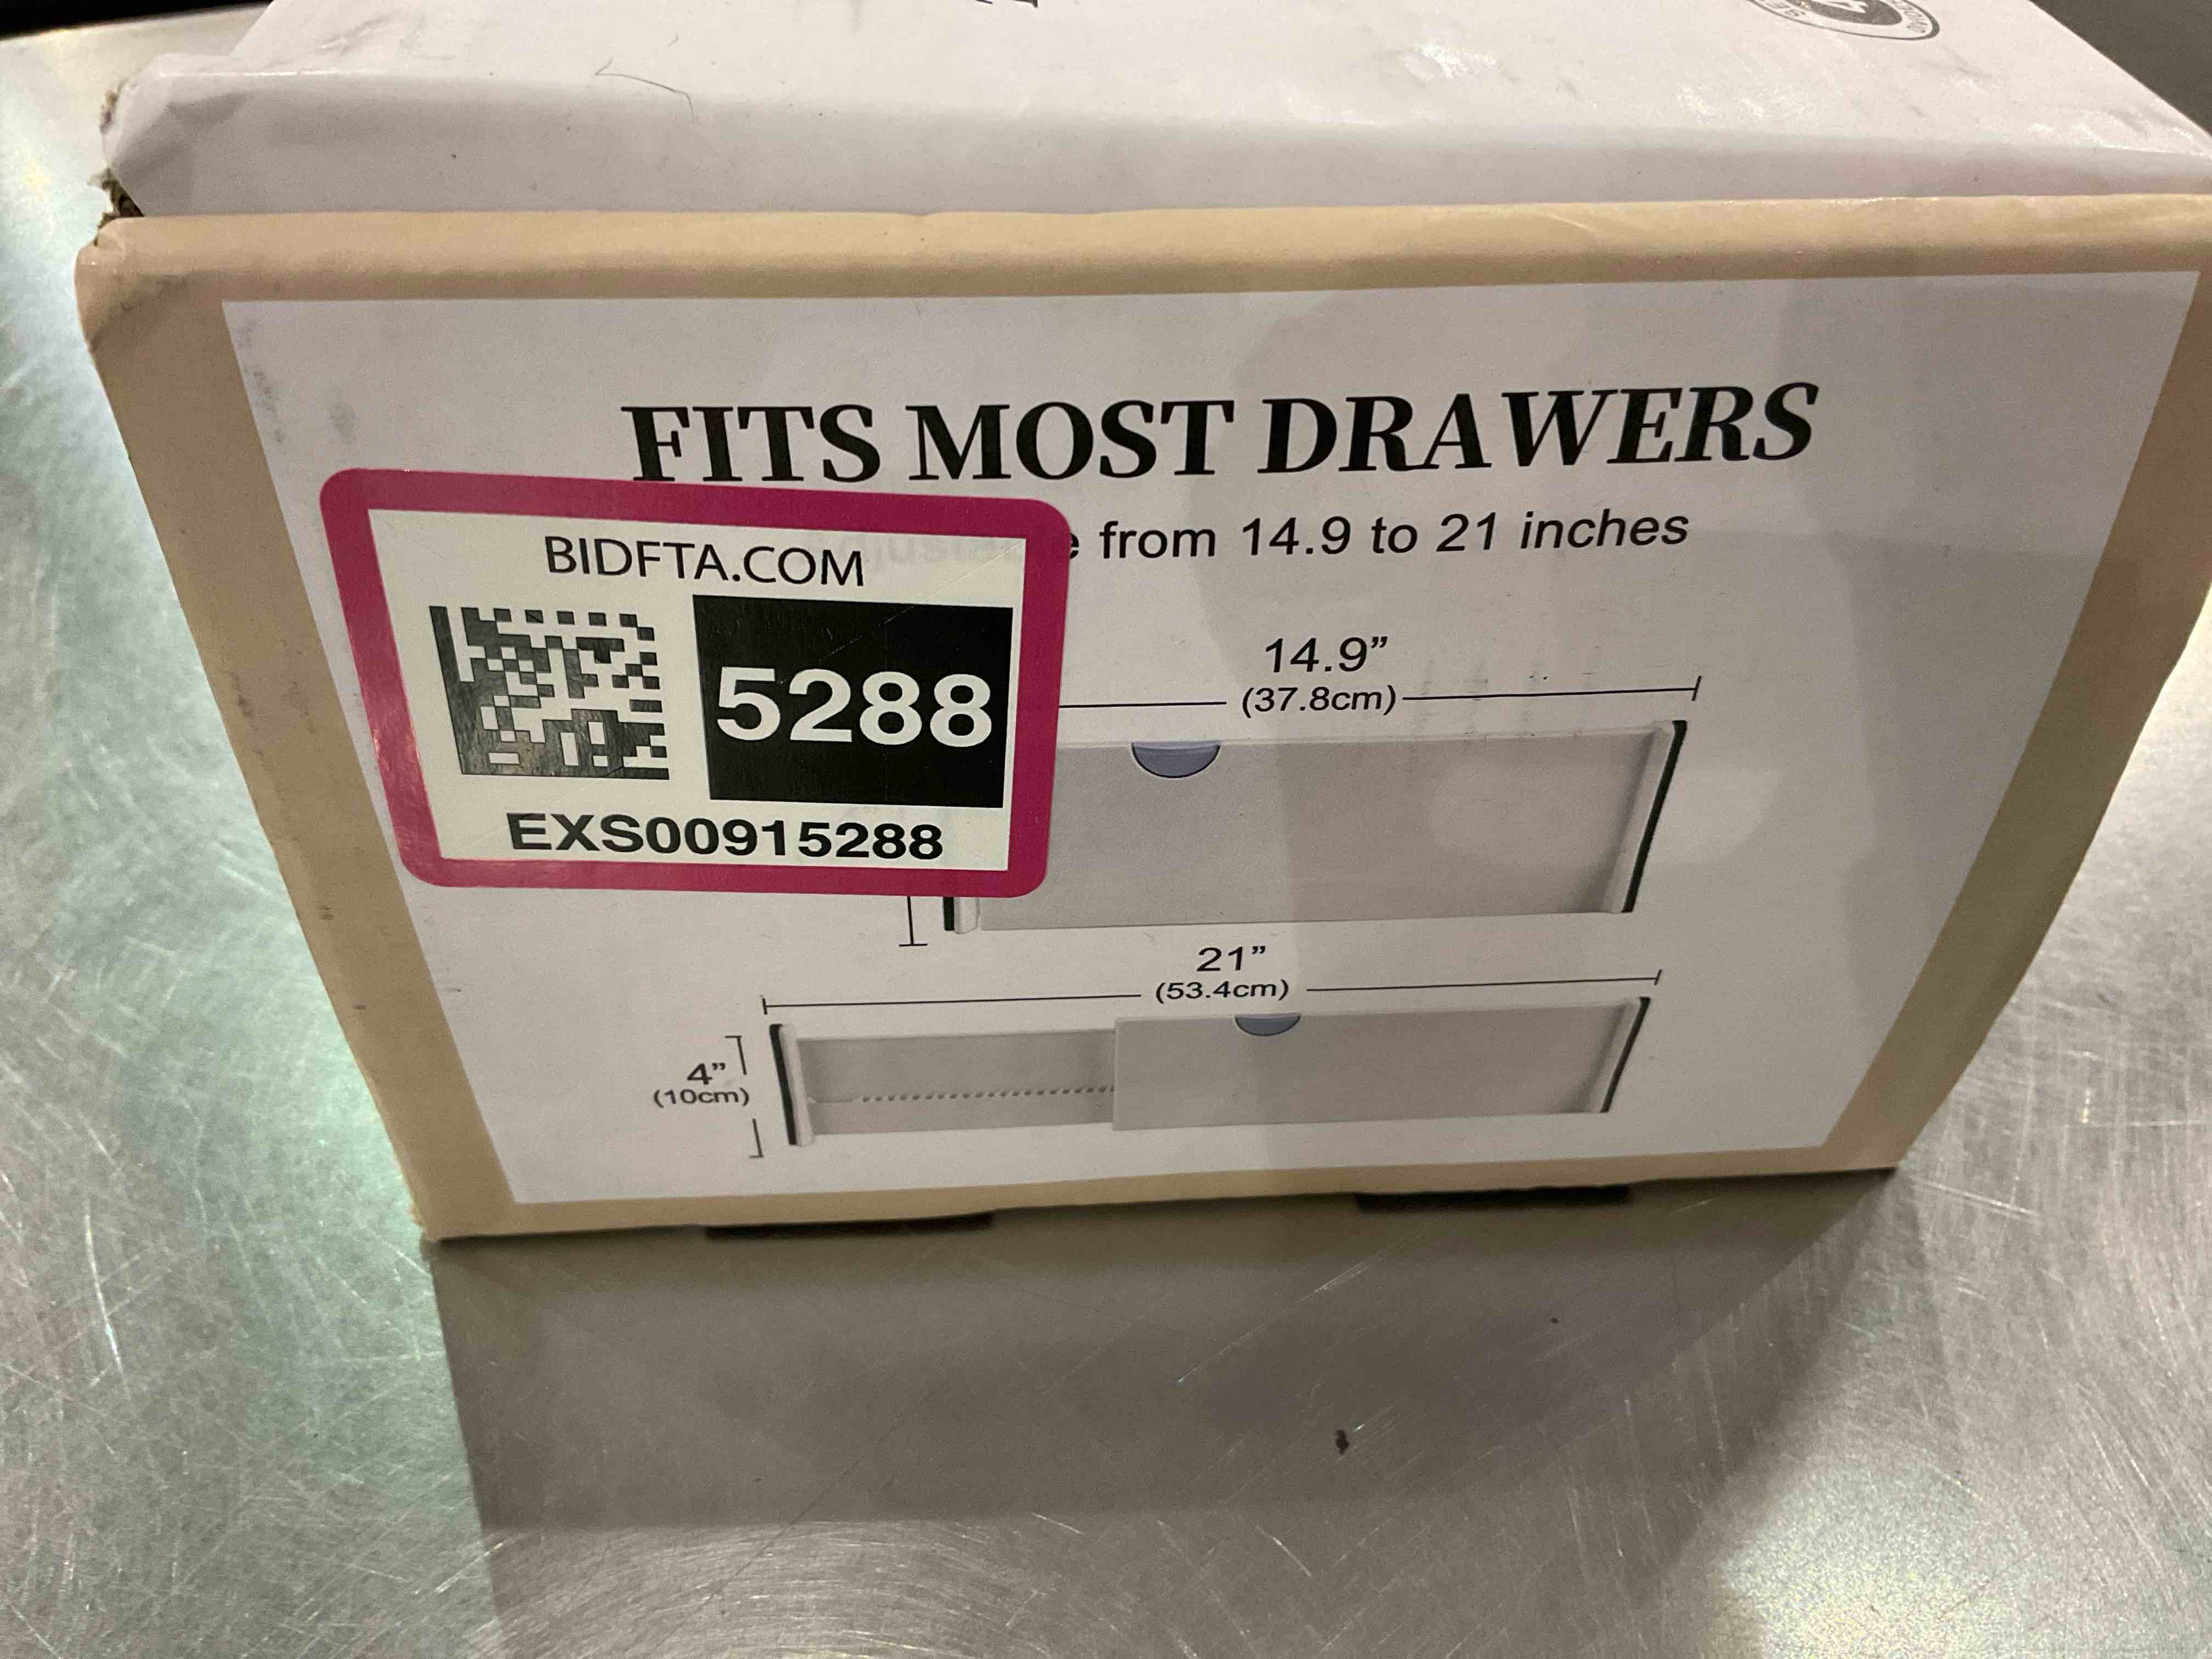 FITS MOST DRAWERS
from 14.9 to 21 inches
BIDFTA.COM
5288
EXS00915288
14.9”
(37.8cm)
21”
(53.4cm)
4”
(10cm)